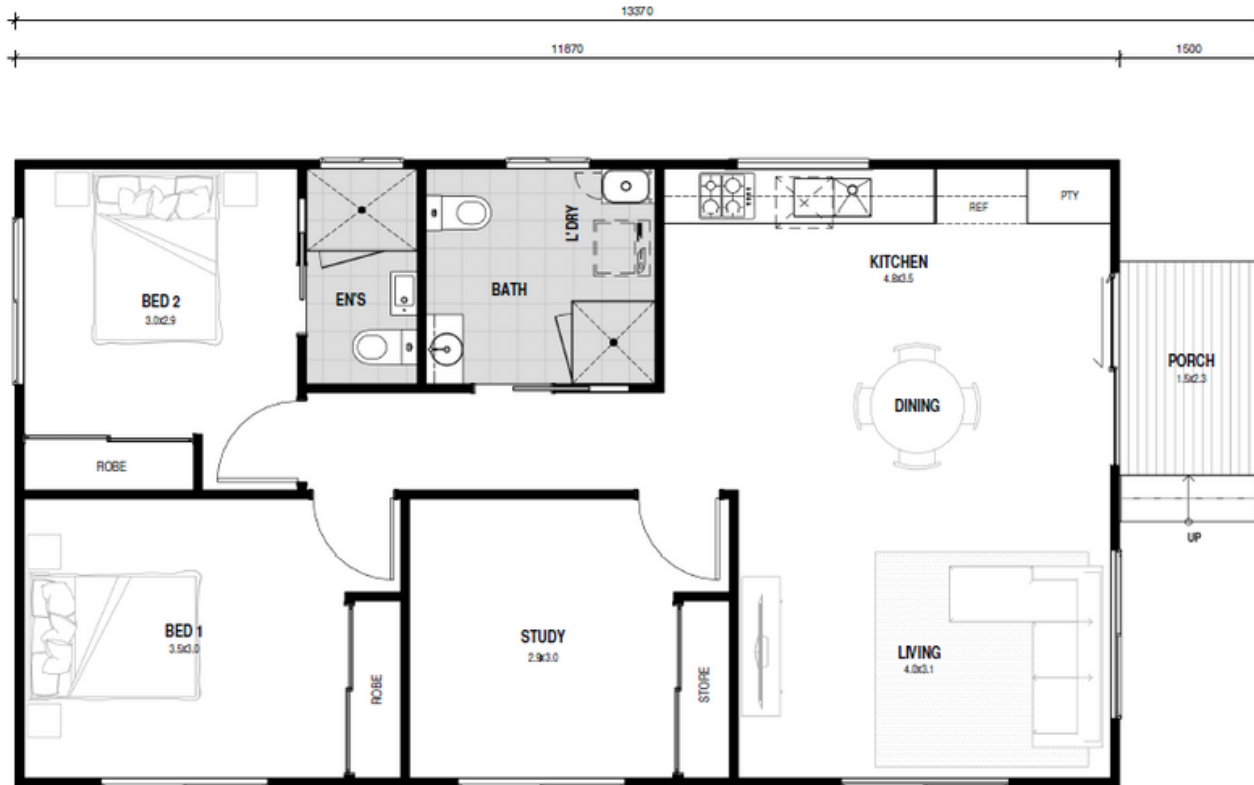 13370
11870
1500
BED 2
3.0x2.9
EN'S
BATH
L'DRY
REF
PTY
KITCHEN
4.8x3.5
DINING
PORCH
1.5x2.3
UP
ROBE
BED 1
3.5x3.0
ROBE
STUDY
2.9x3.0
STORE
LIVING
4.0x3.1